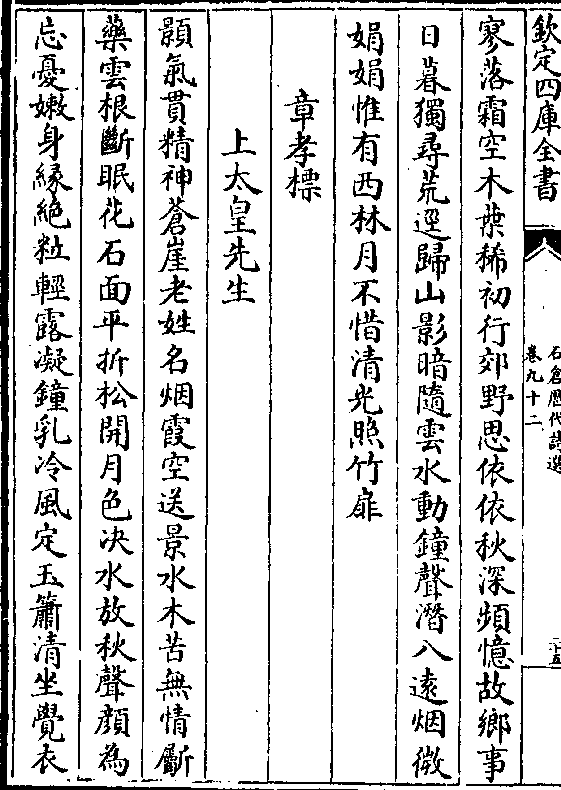 欽定四庫全書
石倉歷代詩選
卷九十二
二十五
寥落霜空木葉稀初行郊野思依依秋深頻憶故鄉事
日暮獨尋荒逕歸山影暗隨雲水動鐘聲潛入遠烟微
娟娟惟有西林月不惜清光照竹扉
章孝標
上太皇先生
顥氣貫精神蒼崖老姓名烟霞空送景水木苦無情斸
藥雲根斷眠花石面平折松開月色决水放秋聲顔為
忘憂嫩身緣絶粒輕露凝鐘乳冷風定玉簫清坐覺衣